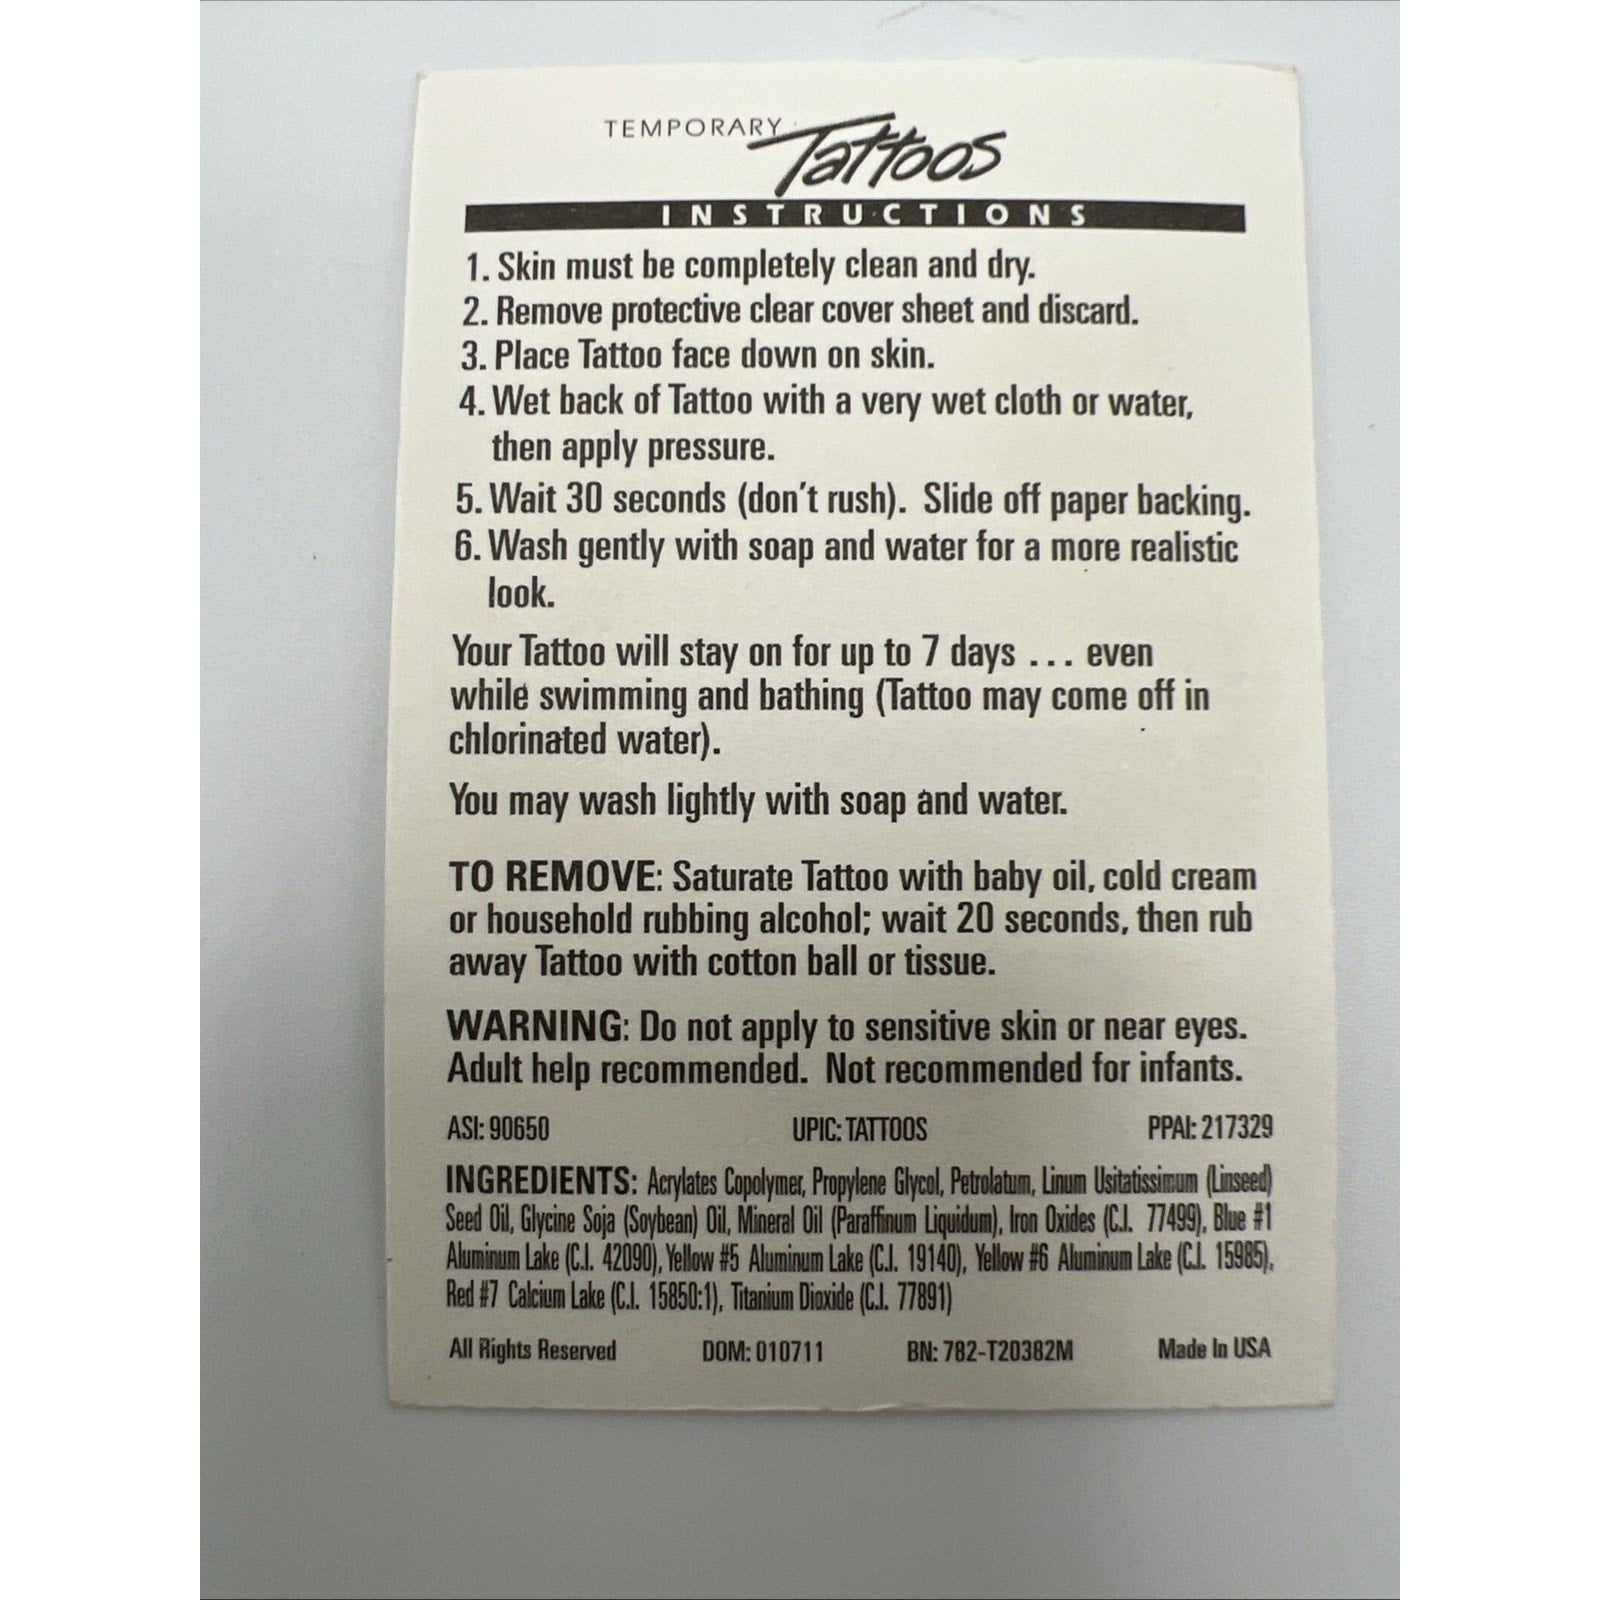 TEMPORARY Tattoos
INSTRUCTIONS
1. Skin must be completely clean and dry.
2. Remove protective clear cover sheet and discard.
3. Place Tattoo face down on skin.
4. Wet back of Tattoo with a very wet cloth or water,
then apply pressure.
5. Wait 30 seconds (don't rush). Slide off paper backing.
6. Wash gently with soap and water for a more realistic
look.
Your Tattoo will stay on for up to 7 days ... even
while swimming and bathing (Tattoo may come off in
chlorinated water).
You may wash lightly with soap and water.
TO REMOVE: Saturate Tattoo with baby oil, cold cream
or household rubbing alcohol; wait 20 seconds, then rub
away Tattoo with cotton ball or tissue.
WARNING: Do not apply to sensitive skin or near eyes.
Adult help recommended. Not recommended for infants.
ASI: 90650 UPIC: TATTOOS PPAI: 217329
INGREDIENTS: Acrylates Copolymer, Propylene Glycol, Petrolatum, Linum Usitatissimum (Linseed)
Seed Oil, Glycine Soja (Soybean) Oil, Mineral Oil (Paraffinum Liquidum), Iron Oxides (C.I. 77499), Blue #1
Aluminum Lake (C.I. 42090), Yellow #5 Aluminum Lake (C.I. 19140), Yellow #6 Aluminum Lake (C.I. 15985),
Red #7 Calcium Lake (C.I. 15850:1), Titanium Dioxide (C.I. 77891)
All Rights Reserved DOM: 010711 BN: 782-T20382M Made In USA